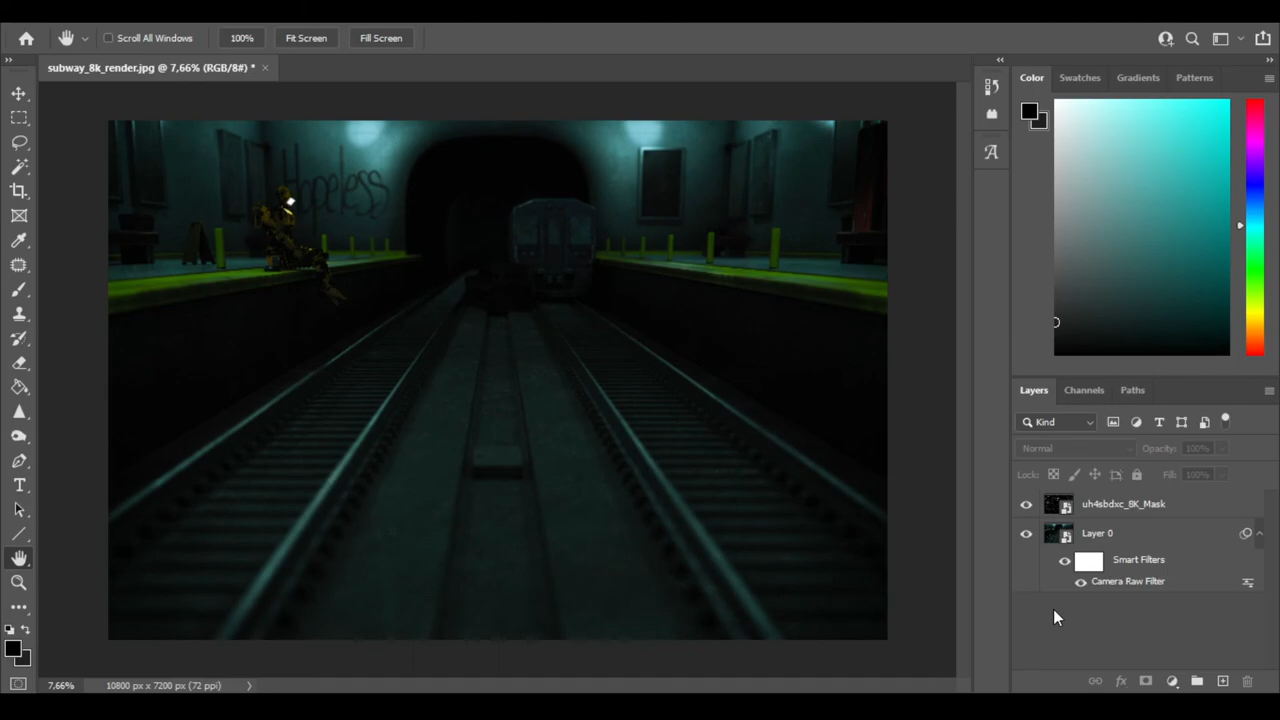 Scroll All Windows
100%
Fit Screen
Fill Screen
subway_8k_render.jpg @ 7,66% (RGB/8#) *
hopeless
Color
Swatches
Gradients
Patterns
Layers
Channels
Paths
Kind
Normal
Opacity: 100%
Lock:
Fill: 100%
uh4sbdxc_8K_Mask
Layer 0
Smart Filters
Camera Raw Filter
7,66%
10800 px x 7200 px (72 ppi)